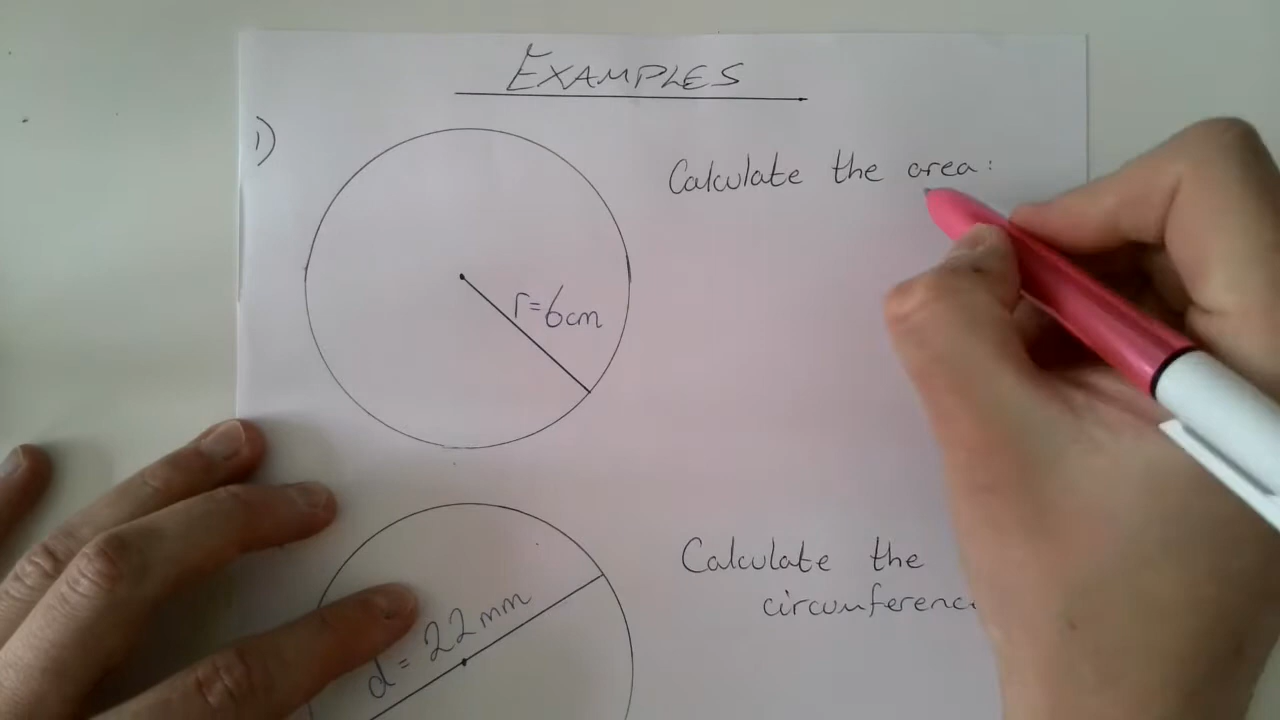 EXAMPLES
1)
Calculate the area:
r=6cm
Calculate the
circumferenc
d = 22mm